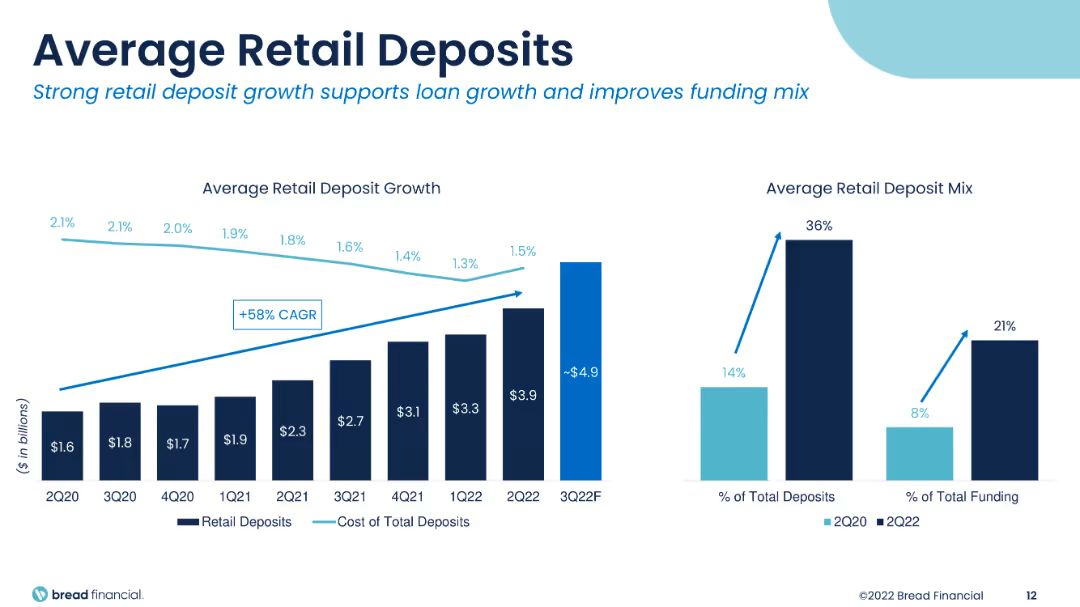 Average Retail Deposits
Strong retail deposit growth supports loan growth and improves funding mix
Average Retail Deposit Growth
2.1%
2.1%
2.0%
1.9%
1.8%
1.6%
1.4%
1.3%
1.5%
+58% CAGR
($ in billions)
$1.6
$1.8
$1.7
$1.9
$2.3
$2.7
$3.1
$3.3
$3.9
~$4.9
2Q20 3Q20 4Q20 1Q21 2Q21 3Q21 4Q21 1Q22 2Q22 3Q22F
Retail Deposits Cost of Total Deposits
Average Retail Deposit Mix
14%
36%
8%
21%
% of Total Deposits % of Total Funding
2Q20 2Q22
bread financial.
©2022 Bread Financial 12